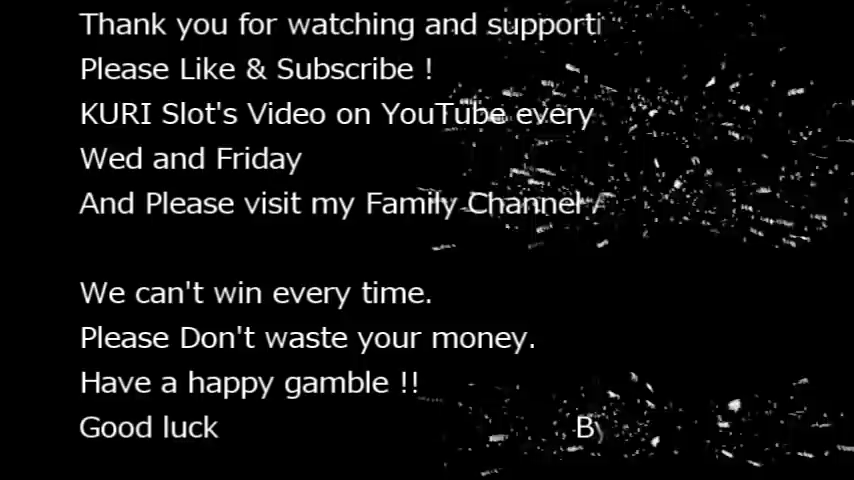 Thank you for watching and supporti
Please Like & Subscribe !
KURI Slot's Video on YouTube every
Wed and Friday
And Please visit my Family Channel
We can't win every time.
Please Don't waste your money.
Have a happy gamble !!
Good luck By